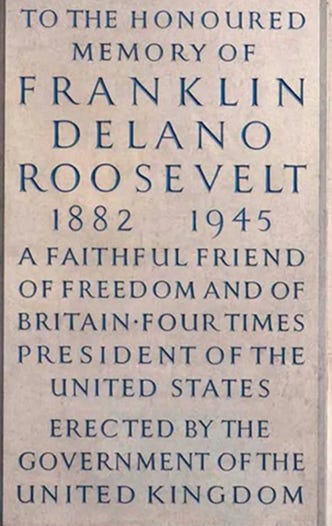 TO THE HONOURED
MEMORY OF
FRANKLIN
DELANO
ROOSEVELT
1882 1945
A FAITHFUL FRIEND
OF FREEDOM AND OF
BRITAIN·FOUR TIMES
PRESIDENT OF THE
UNITED STATES
ERECTED BY THE
GOVERNMENT OF THE
UNITED KINGDOM